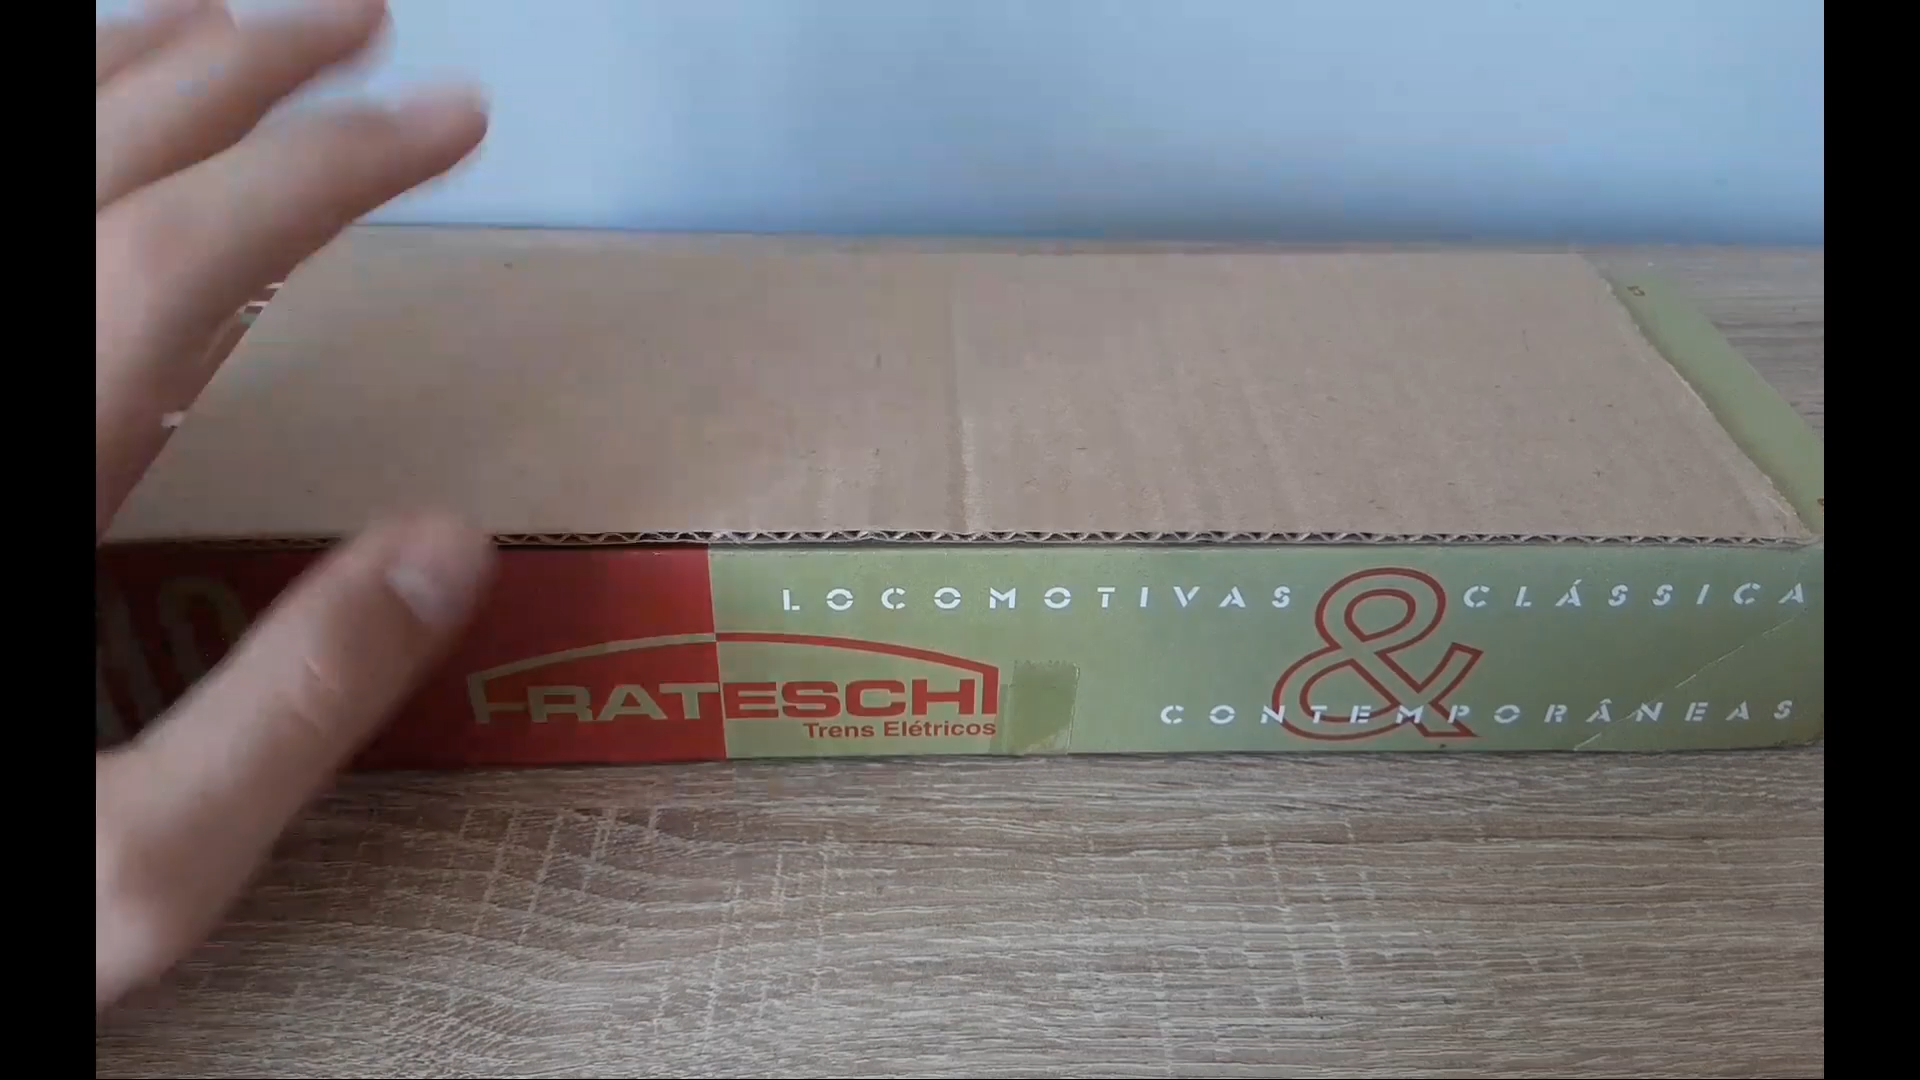 LOCOMOTIVAS & CLÁSSICA
CONTEMPORÂNEAS
FRATESCHI
Trens Elétricos